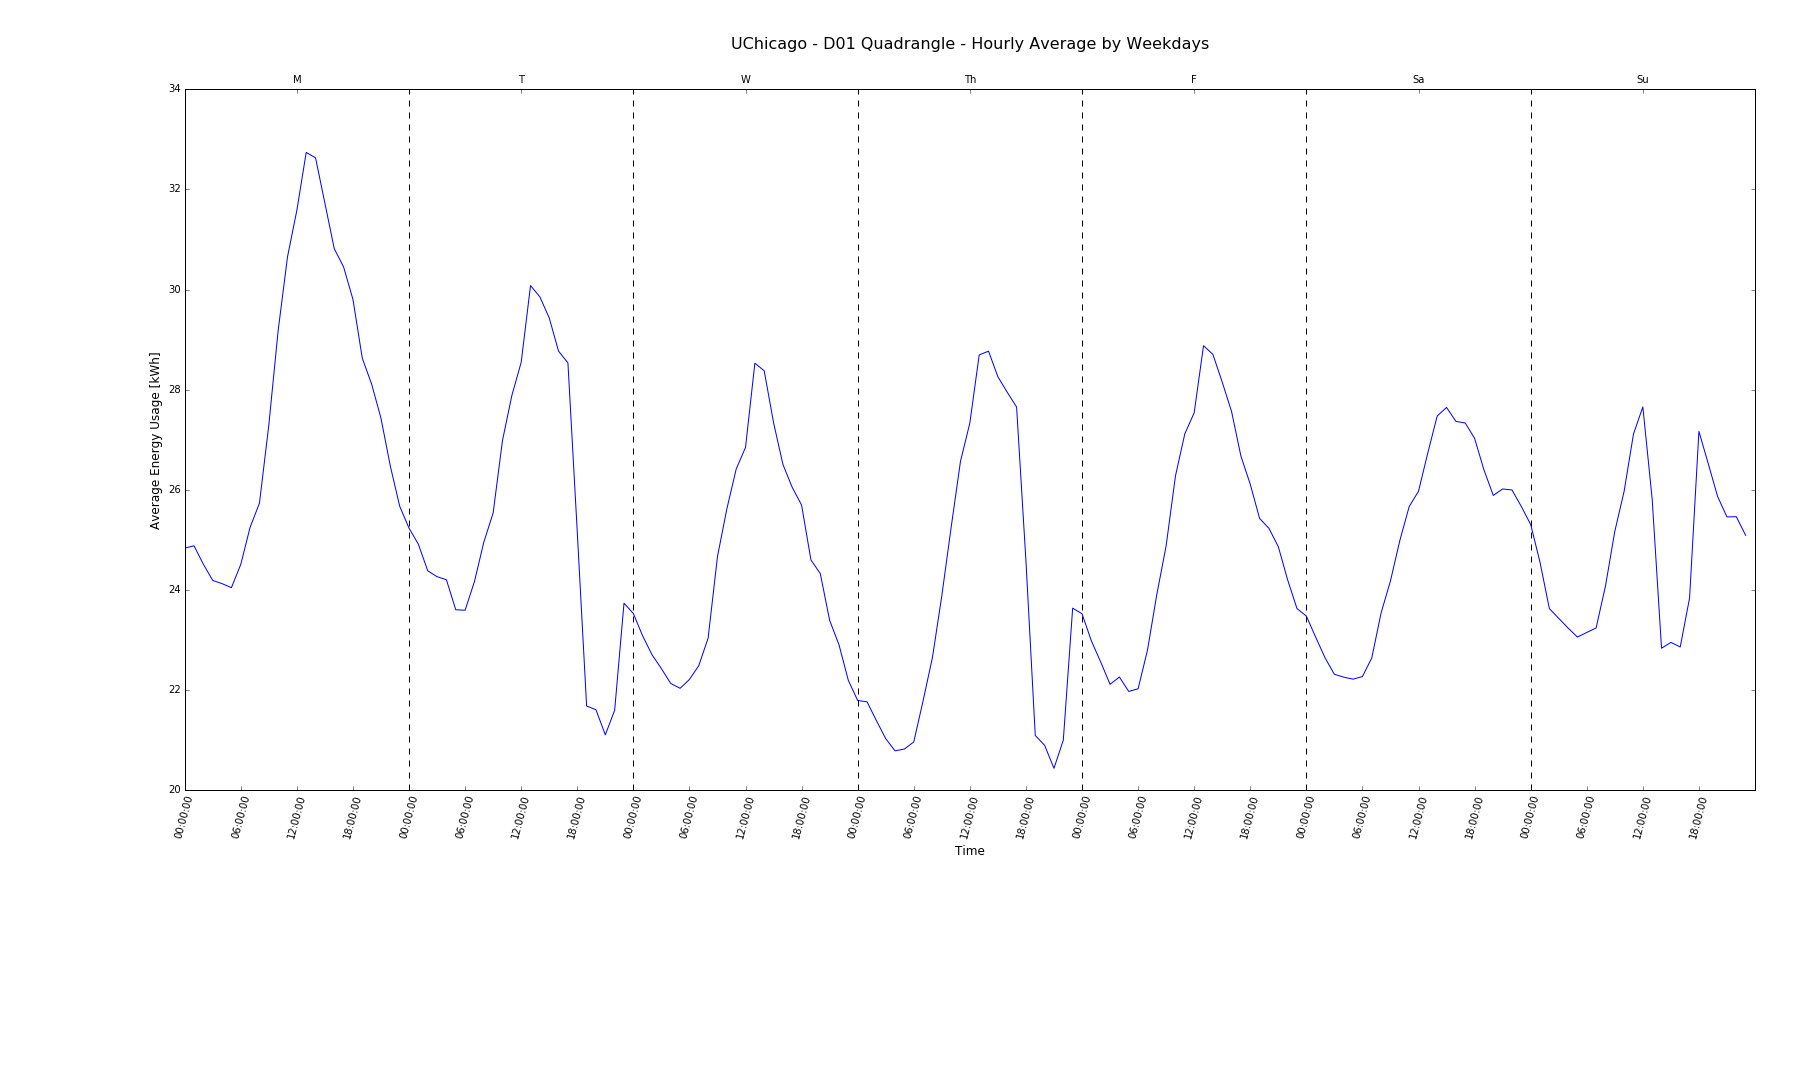 UChicago - D01 Quadrangle - Hourly Average by Weekdays
M T W Th F Sa Su
34
32
30
28
26
24
22
20
Average Energy Usage [kWh]
00:00:00 06:00:00 12:00:00 18:00:00 00:00:00 06:00:00 12:00:00 18:00:00 00:00:00 06:00:00 12:00:00 18:00:00 00:00:00 06:00:00 12:00:00 18:00:00 00:00:00 06:00:00 12:00:00 18:00:00 00:00:00 06:00:00 12:00:00 18:00:00 00:00:00 06:00:00 12:00:00 18:00:00
Time